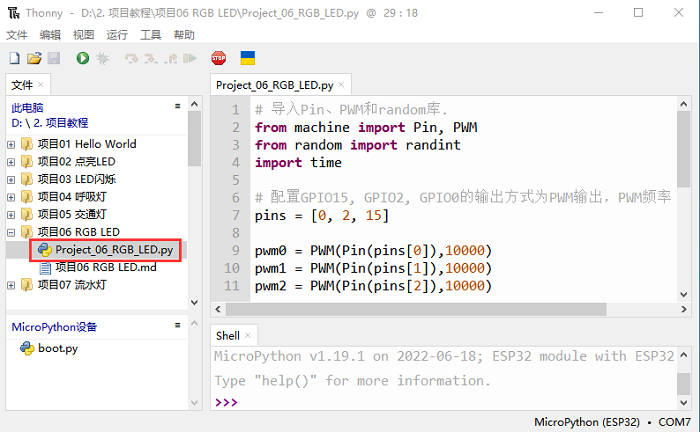 Thonny - D:\2. 项目教程\项目06 RGB LED\Project_06_RGB_LED.py @ 29 : 18
文件 编辑 视图 运行 工具 帮助
STOP
文件
此电脑
D: \ 2. 项目教程
项目01 Hello World
项目02 点亮LED
项目03 LED闪烁
项目04 呼吸灯
项目05 交通灯
项目06 RGB LED
Project_06_RGB_LED.py
项目06 RGB LED.md
项目07 流水灯
MicroPython设备
boot.py
Project_06_RGB_LED.py
1 # 导入Pin、PWM和random库.
2 from machine import Pin, PWM
3 from random import randint
4 import time
5
6 # 配置GPIO15, GPIO2, GPIO0的输出方式为PWM输出，PWM频率
7 pins = [0, 2, 15]
8
9 pwm0 = PWM(Pin(pins[0]),10000)
10 pwm1 = PWM(Pin(pins[1]),10000)
11 pwm2 = PWM(Pin(pins[2]),10000)
Shell
MicroPython v1.19.1 on 2022-06-18; ESP32 module with ESP32
Type "help()" for more information.
>>>
MicroPython (ESP32) • COM7